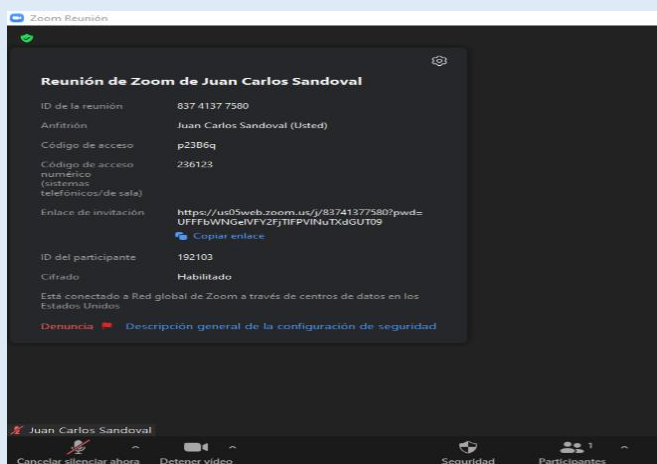 Zoom Reunión
Reunión de Zoom de Juan Carlos Sandoval
ID de la reunión 837 4137 7580
Anfitrión Juan Carlos Sandoval (Usted)
Código de acceso p23B6q
Código de acceso 236123
numérico
(sistemas
telefónicos/de sala)
Enlace de invitación https://us05web.zoom.us/j/83741377580?pwd=
Copiar enlace
ID del participante 192103
Cifrado Habilitado
Está conectado a Red global de Zoom a través de centros de datos en los
Estados Unidos
Denuncia Descripción general de la configuración de seguridad
Juan Carlos Sandoval
Cancelar silenciar ahora Detener vídeo Seguridad Participantes 1